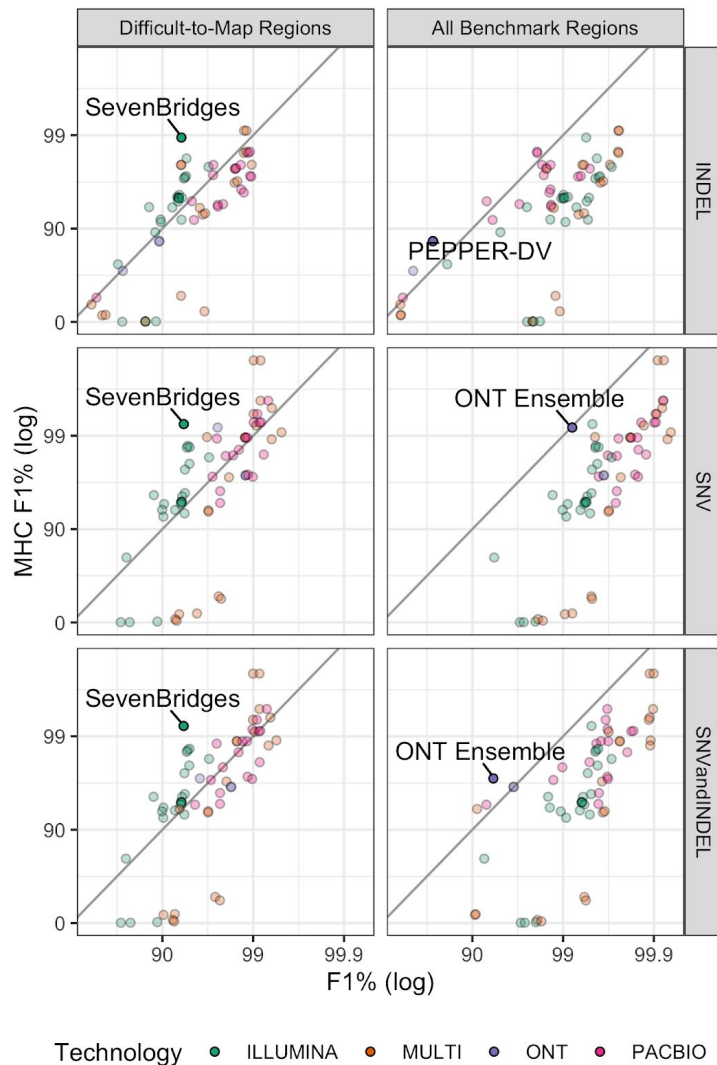 Difficult-to-Map Regions
All Benchmark Regions
SevenBridges
99
90
0
PEPPER-DV
INDEL
MHC F1% (log)
SevenBridges
99
90
0
ONT Ensemble
SNV
SevenBridges
99
90
0
ONT Ensemble
SNVandINDEL
90
99
99.9
90
99
99.9
F1% (log)
Technology ILLUMINA MULTI ONT PACBIO